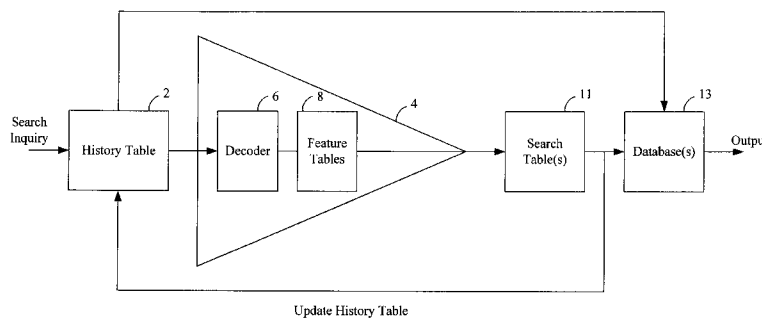 2
6
8
4
11
13
Search
Inquiry
History Table
Decoder
Feature
Tables
Search
Table(s)
Database(s)
Outpu
Update History Table